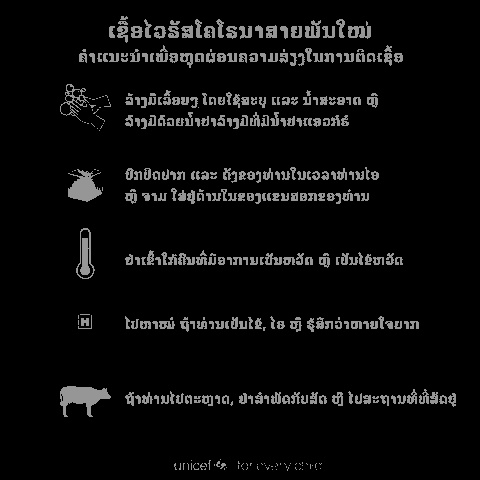 ເຊື້ອໄວຣັສໂຄໂຣນາສາຍພັນໃໝ່
ຄຳແນະນຳເພື່ອຫຼຸດຜ່ອນຄວາມສ່ຽງໃນການຕິດເຊື້ອ
ລ້າງມືເລື້ອຍໆ ໂດຍໃຊ້ສະບູ ແລະ ນ້ຳສະອາດ ຫຼື
ລ້າງມືດ້ວຍນ້ຳຢາລ້າງມືທີ່ມີນ້ຳຢາແອວກໍຮໍ
ປົກປິດປາກ ແລະ ດັງຂອງທ່ານໃນເວລາທ່ານໄອ
ຫຼື ຈາມ ໃສ່ຢູ່ດ້ານໃນຂອງແຂນສອກຂອງທ່ານ
ຢ່າເຂົ້າໃກ້ຄົນທີ່ມີອາການເປັນຫວັດ ຫຼື ເປັນໄຂ້ຫວັດ
H
ໄປຫາໝໍ ຖ້າທ່ານເປັນໄຂ້, ໄອ ຫຼື ຮູ້ສຶກວ່າຫາຍໃຈຍາກ
ຖ້າທ່ານໄປຕະຫຼາດ, ຢ່າສຳຜັດກັບສັດ ຫຼື ໄປສະຖານທີ່ທີ່ສັດຢູ່
unicef for every child